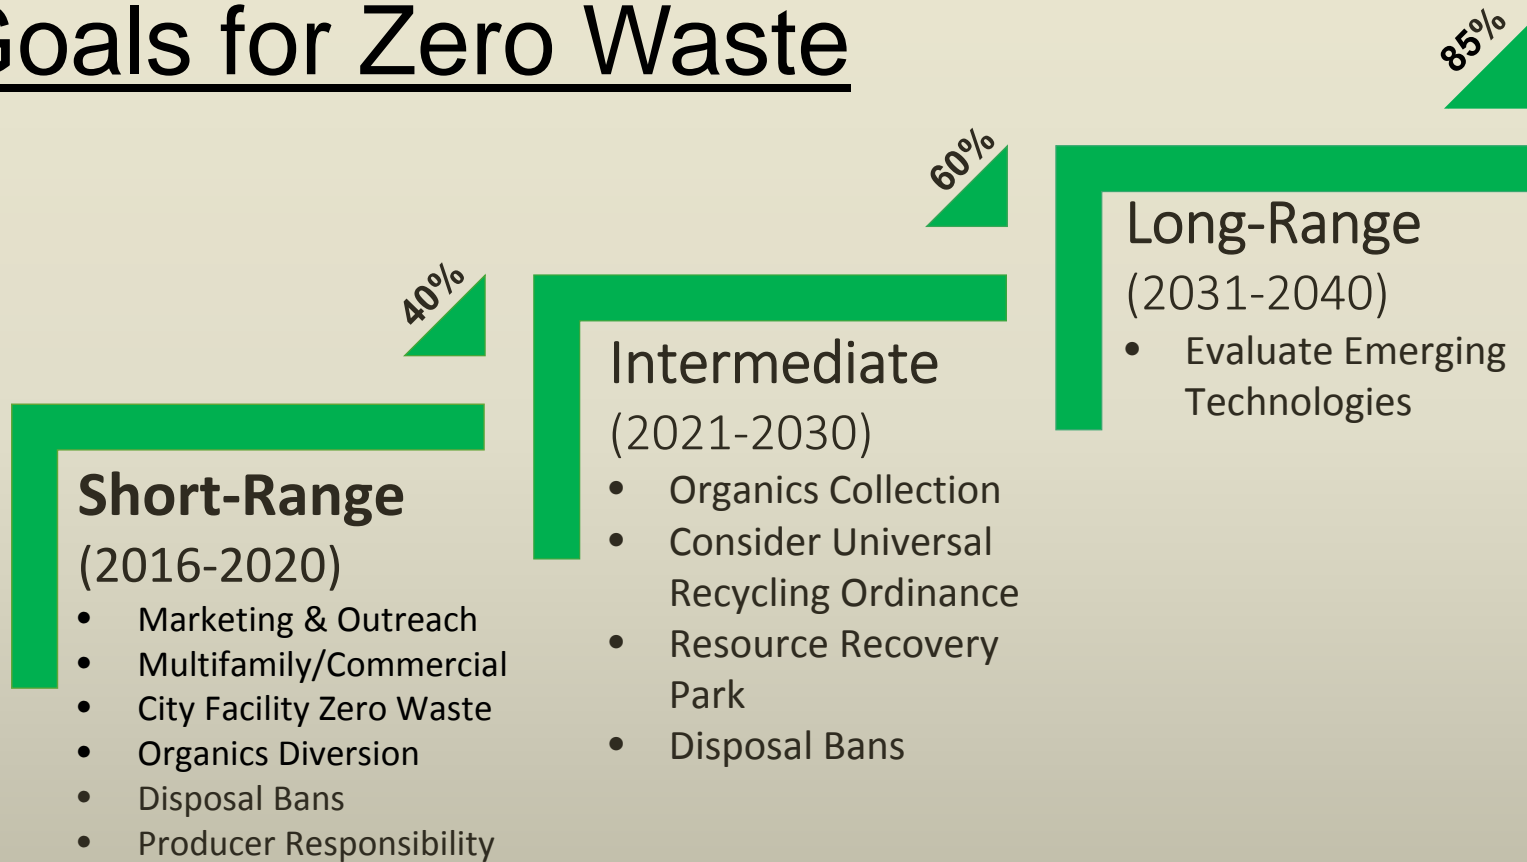 Goals for Zero Waste
85%
60%
40%
Long-Range
(2031-2040)
• Evaluate Emerging
Technologies
Intermediate
(2021-2030)
• Organics Collection
• Consider Universal
Recycling Ordinance
• Resource Recovery
Park
• Disposal Bans
Short-Range
(2016-2020)
• Marketing & Outreach
• Multifamily/Commercial
• City Facility Zero Waste
• Organics Diversion
• Disposal Bans
• Producer Responsibility